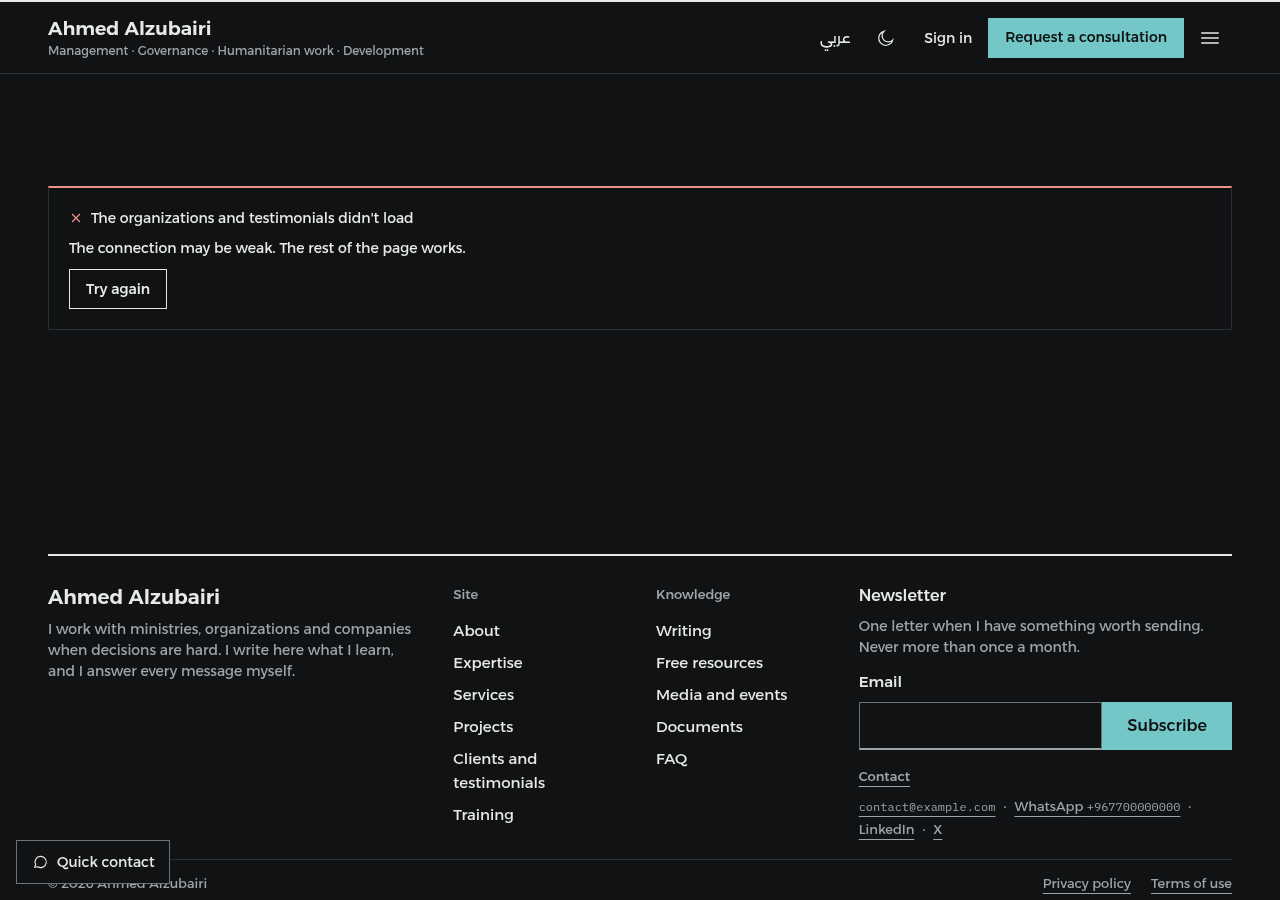 Ahmed Alzubairi
Management · Governance · Humanitarian work · Development
عربي
Sign in
Request a consultation
The organizations and testimonials didn't load
The connection may be weak. The rest of the page works.
Try again
Ahmed Alzubairi
I work with ministries, organizations and companies
when decisions are hard. I write here what I learn,
and I answer every message myself.
Site
About
Expertise
Services
Projects
Clients and
testimonials
Training
Knowledge
Writing
Free resources
Media and events
Documents
FAQ
Newsletter
One letter when I have something worth sending.
Never more than once a month.
Email
Subscribe
Contact
contact@example.com · WhatsApp +967700000000 ·
LinkedIn · X
Quick contact
© 2026 Ahmed Alzubairi
Privacy policy
Terms of use